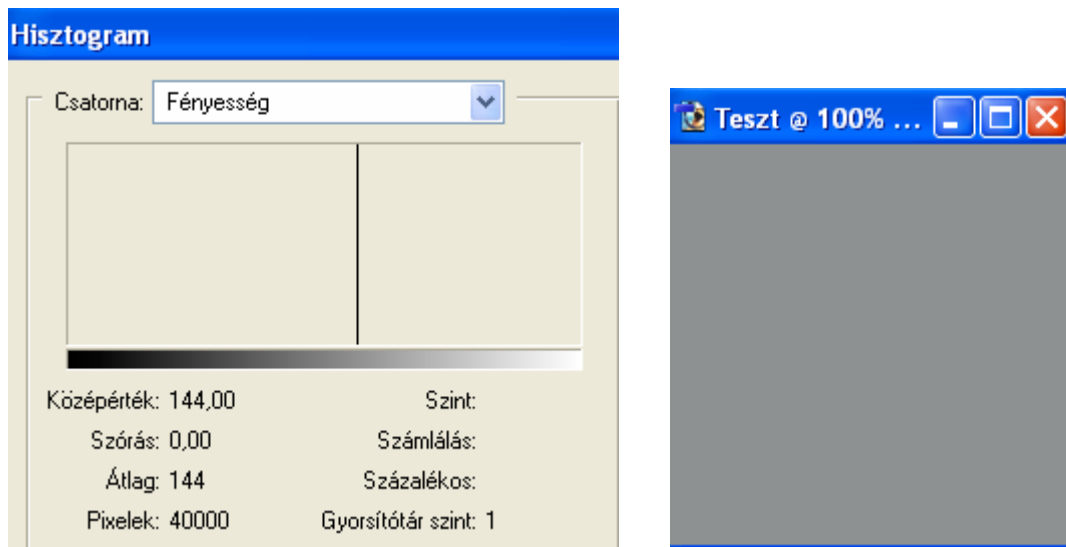 Hisztogram
Csatorna: Fényesség
Középérték: 144,00 Szint:
Szórás: 0,00 Számlálás:
Átlag: 144 Százalékos:
Pixelek: 40000 Gyorsítótár szint: 1
Teszt @ 100% ...